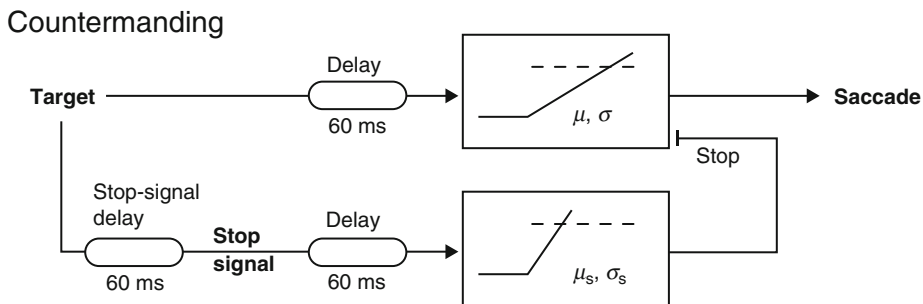 Countermanding
Delay
Target
Saccade
60 ms
μ, σ
Stop
Stop-signal
delay
Stop
signal
Delay
60 ms
60 ms
μs, σs